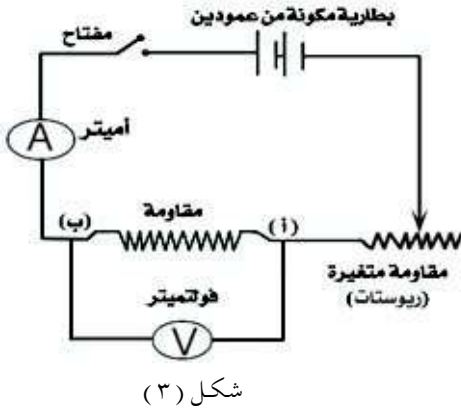 بطارية مكونة من عمودين
مفتاح
A
أميتر
(ب)
مقاومة
(أ)
مقاومة متغيرة
(ريوستات)
فولتميتر
V
شكل (٣)